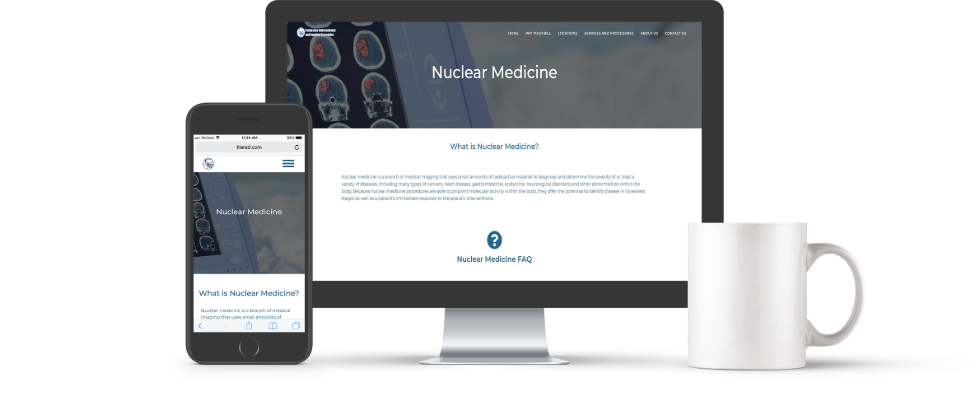 HOME PAY YOUR BILL LOCATIONS SERVICES AND PROCEDURES ABOUT US CONTACT US
Nuclear Medicine
What is Nuclear Medicine?
Nuclear medicine is a branch of medical imaging that uses small amounts of radioactive material to diagnose and determine the severity of or treat a
variety of diseases, including many types of cancers, heart disease, gastrointestinal, endocrine, neurological disorders and other abnormalities within the
body. Because nuclear medicine procedures are able to pinpoint molecular activity within the body, they offer the potential to identify disease in its earliest
stages as well as a patient's immediate response to therapeutic interventions.
Nuclear Medicine FAQ
Verizon 11:24 AM 93%
tiarad.com
Nuclear Medicine
What is Nuclear Medicine?
Nuclear medicine is a branch of medical
imaging that uses small amounts of